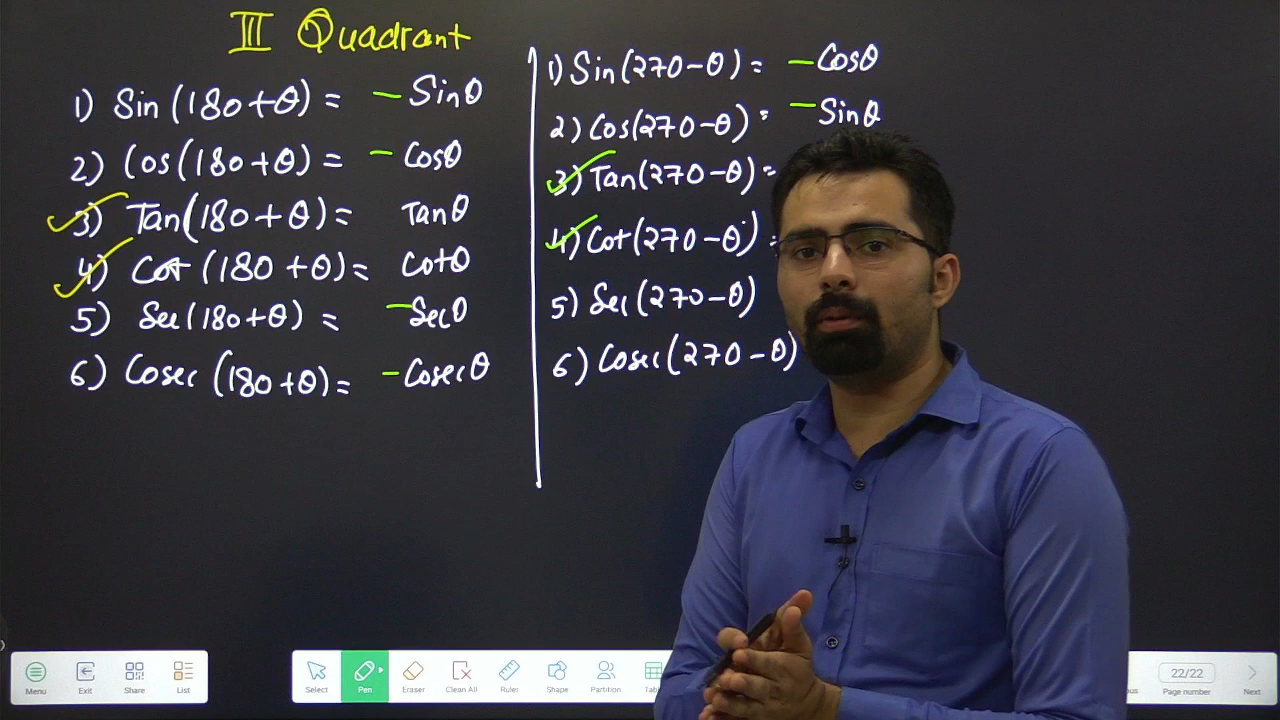 III Quadrant
1) Sin(180+θ) = - Sinθ
2) Cos(180+θ) = - Cosθ
3) Tan(180+θ) = Tanθ
4) Cot(180+θ) = Cotθ
5) Sec(180+θ) = - Secθ
6) Cosec(180+θ) = - Cosecθ
1) Sin(270-θ) = - Cosθ
2) Cos(270-θ) = - Sinθ
3) Tan(270-θ) =
4) Cot(270-θ) =
5) Sec(270-θ)
6) Cosec(270-θ)
Menu Exit Share List
Select Pen Eraser Clean All Ruler Shape Partition
22/22
Page number Next